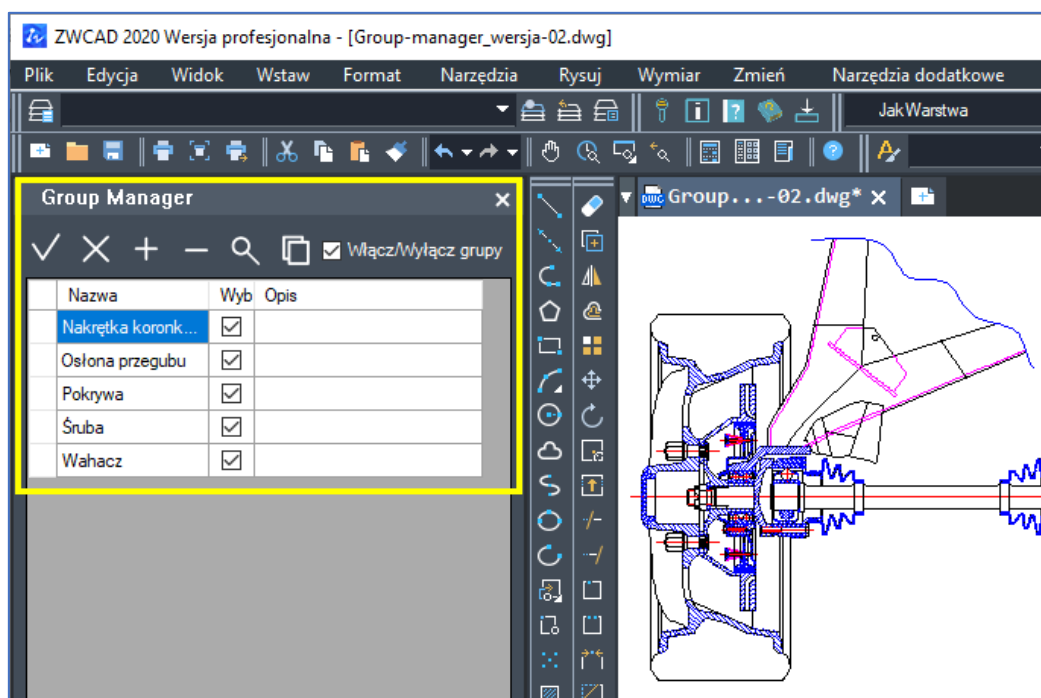 ZWCAD 2020 Wersja profesjonalna - [Group-manager_wersja-02.dwg]
Plik Edycja Widok Wstaw Format Narzędzia Rysuj Wymiar Zmień Narzędzia dodatkowe
JakWarstwa
Group Manager
Group...-02.dwg*
Włącz/Wyłącz grupy
Nazwa Wyb Opis
Nakrętka koronk...
Osłona przegubu
Pokrywa
Śruba
Wahacz